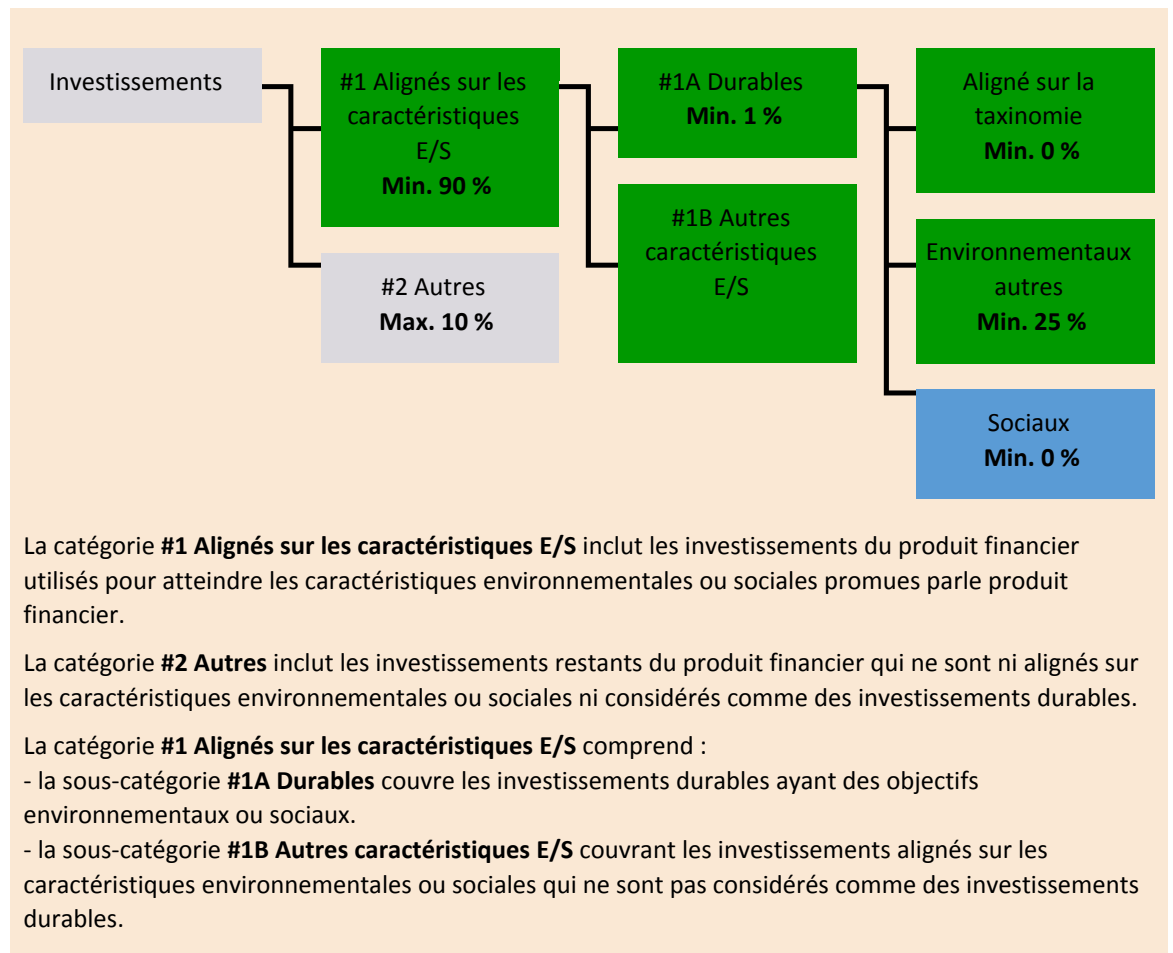 Investissements
#1 Alignés sur les
caractéristiques
E/S
Min. 90 %
#2 Autres
Max. 10 %
#1A Durables
Min. 1 %
#1B Autres
caractéristiques
E/S
Aligné sur la
taxinomie
Min. 0 %
Environnementaux
autres
Min. 25 %
Sociaux
Min. 0 %
La catégorie #1 Alignés sur les caractéristiques E/S inclut les investissements du produit financier
utilisés pour atteindre les caractéristiques environnementales ou sociales promues parle produit
financier.
La catégorie #2 Autres inclut les investissements restants du produit financier qui ne sont ni alignés sur
les caractéristiques environnementales ou sociales ni considérés comme des investissements durables.
La catégorie #1 Alignés sur les caractéristiques E/S comprend :
- la sous-catégorie #1A Durables couvre les investissements durables ayant des objectifs
environnementaux ou sociaux.
- la sous-catégorie #1B Autres caractéristiques E/S couvrant les investissements alignés sur les
caractéristiques environnementales ou sociales qui ne sont pas considérés comme des investissements
durables.